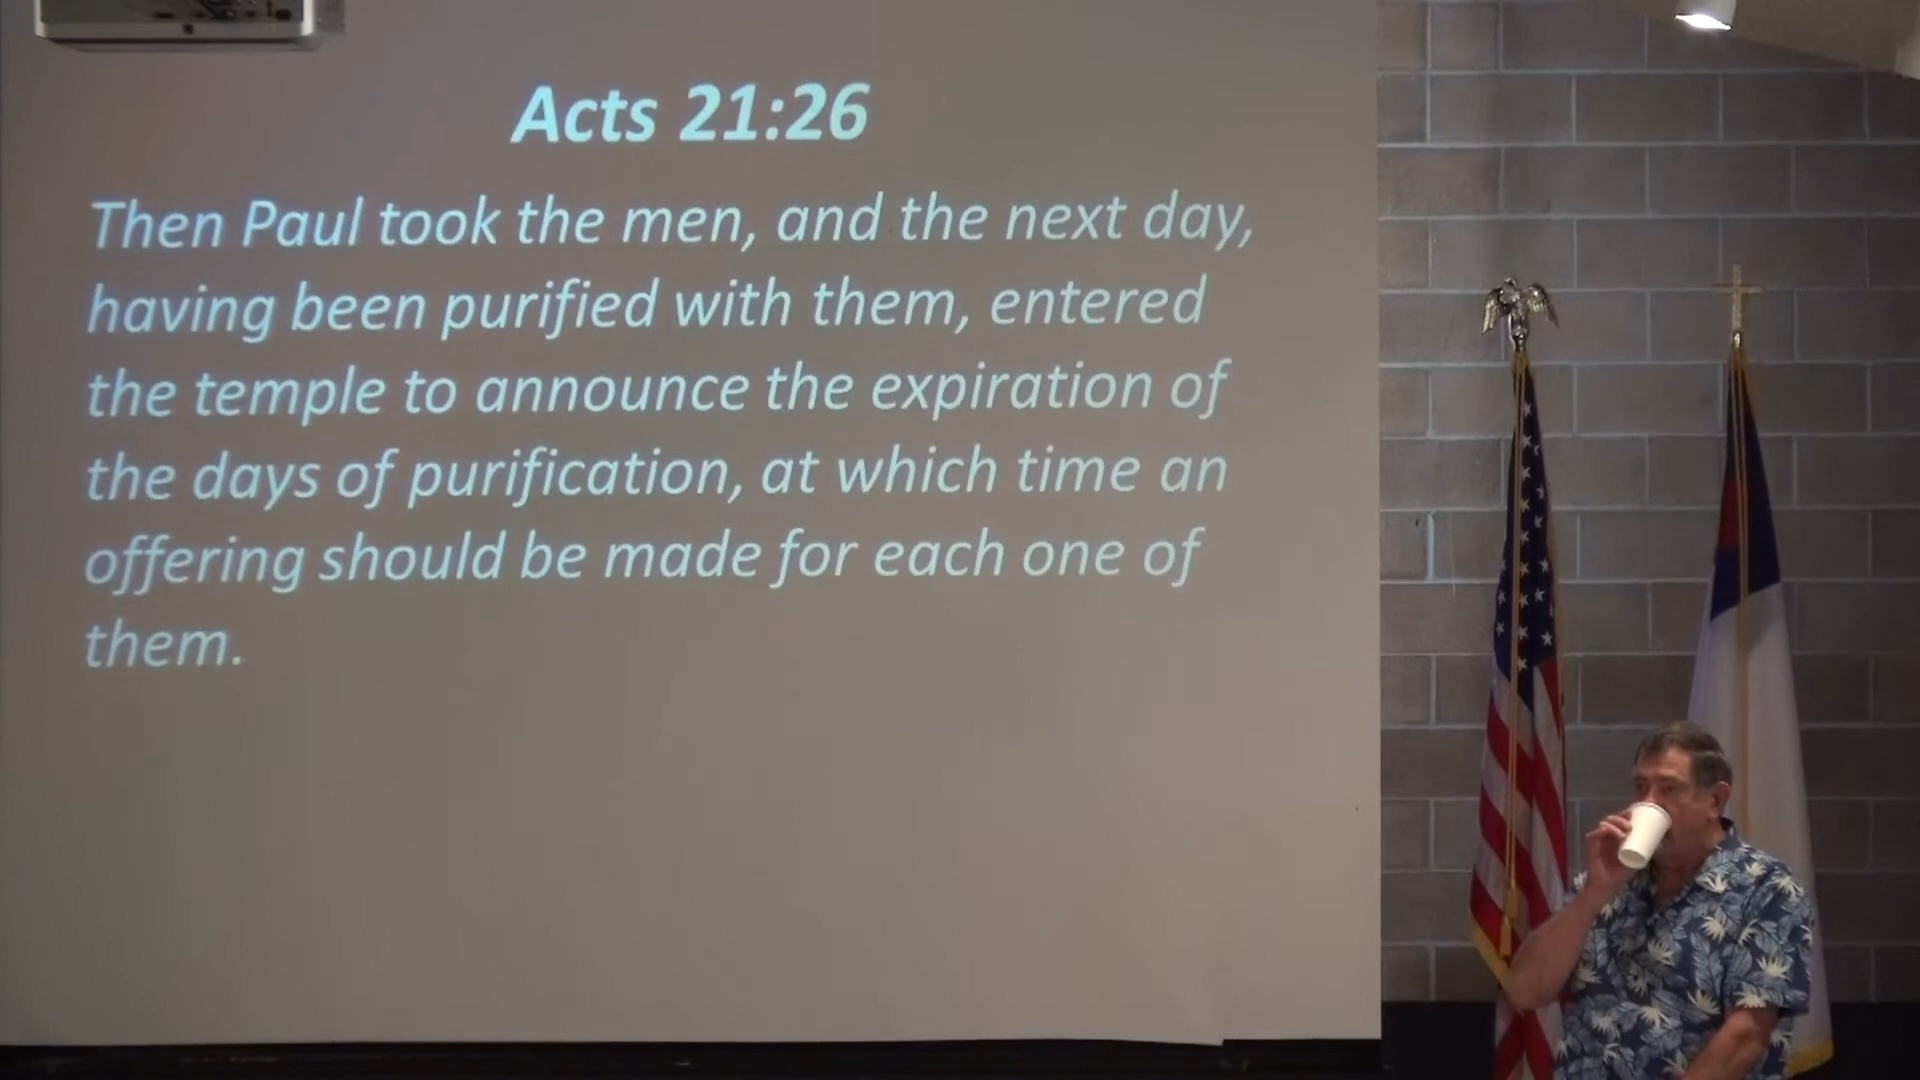 Acts 21:26
Then Paul took the men, and the next day,
having been purified with them, entered
the temple to announce the expiration of
the days of purification, at which time an
offering should be made for each one of
them.